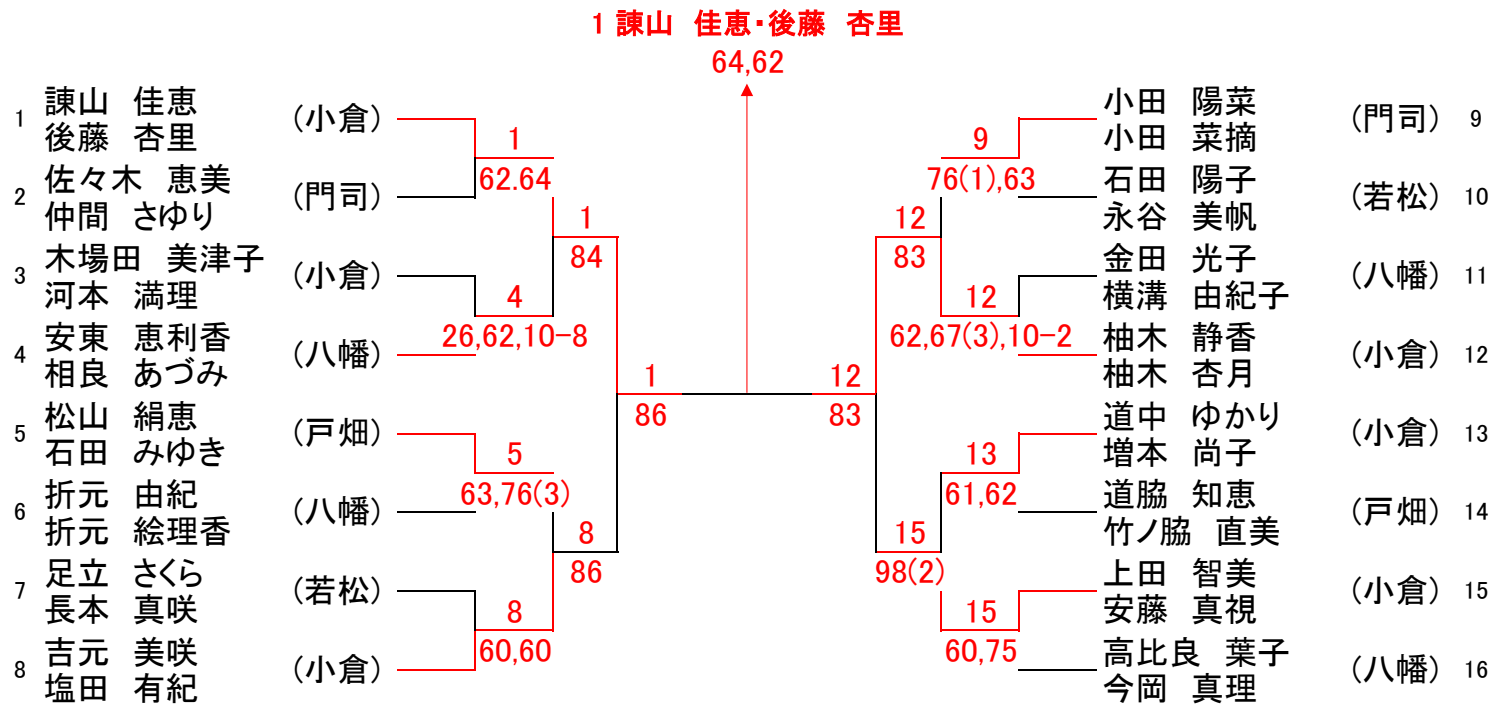 1 諌山　佳恵・後藤　杏里
64,62
1 諌山　佳恵 (小倉)
後藤　杏里
2 佐々木　恵美 (門司)
仲間　さゆり
3 木場田　美津子 (小倉)
河本　満理
4 安東　恵利香 (八幡)
相良　あづみ
5 松山　絹恵 (戸畑)
石田　みゆき
6 折元　由紀 (八幡)
折元　絵理香
7 足立　さくら (若松)
長本　真咲
8 吉元　美咲 (小倉)
塩田　有紀
1
62.64
4
26,62,10-8
5
63,76(3)
8
60,60
1
84
8
86
1
86
12
83
12
83
15
98(2)
9
76(1),63
12
62,67(3),10-2
13
61,62
15
60,75
小田　陽菜 (門司) 9
小田　菜摘
石田　陽子 (若松) 10
永谷　美帆
金田　光子 (八幡) 11
横溝　由紀子
柚木　静香 (小倉) 12
柚木　杏月
道中　ゆかり (小倉) 13
増本　尚子
道脇　知恵 (戸畑) 14
竹ノ脇　直美
上田　智美 (小倉) 15
安藤　真視
高比良　葉子 (八幡) 16
今岡　真理